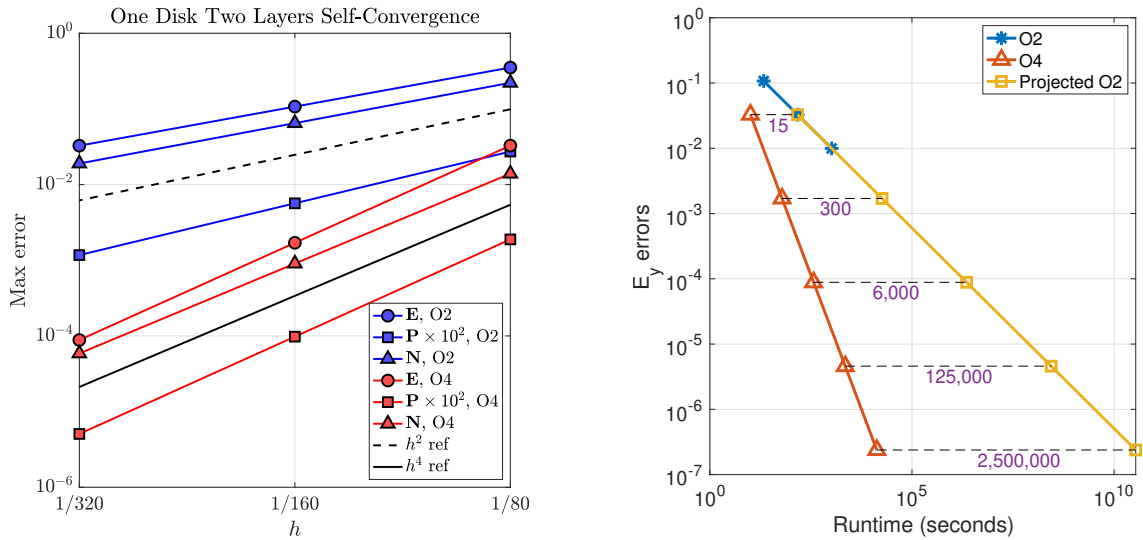 One Disk Two Layers Self-Convergence
10^0
10^-2
10^-4
10^-6
Max error
1/320
1/160
1/80
h
E, O2
P × 10^2, O2
N, O2
E, O4
P × 10^2, O4
N, O4
h^2 ref
h^4 ref
10^0
10^-1
10^-2
10^-3
10^-4
10^-5
10^-6
10^-7
E_y errors
10^0
10^5
10^10
Runtime (seconds)
O2
O4
Projected O2
15
300
6,000
125,000
2,500,000